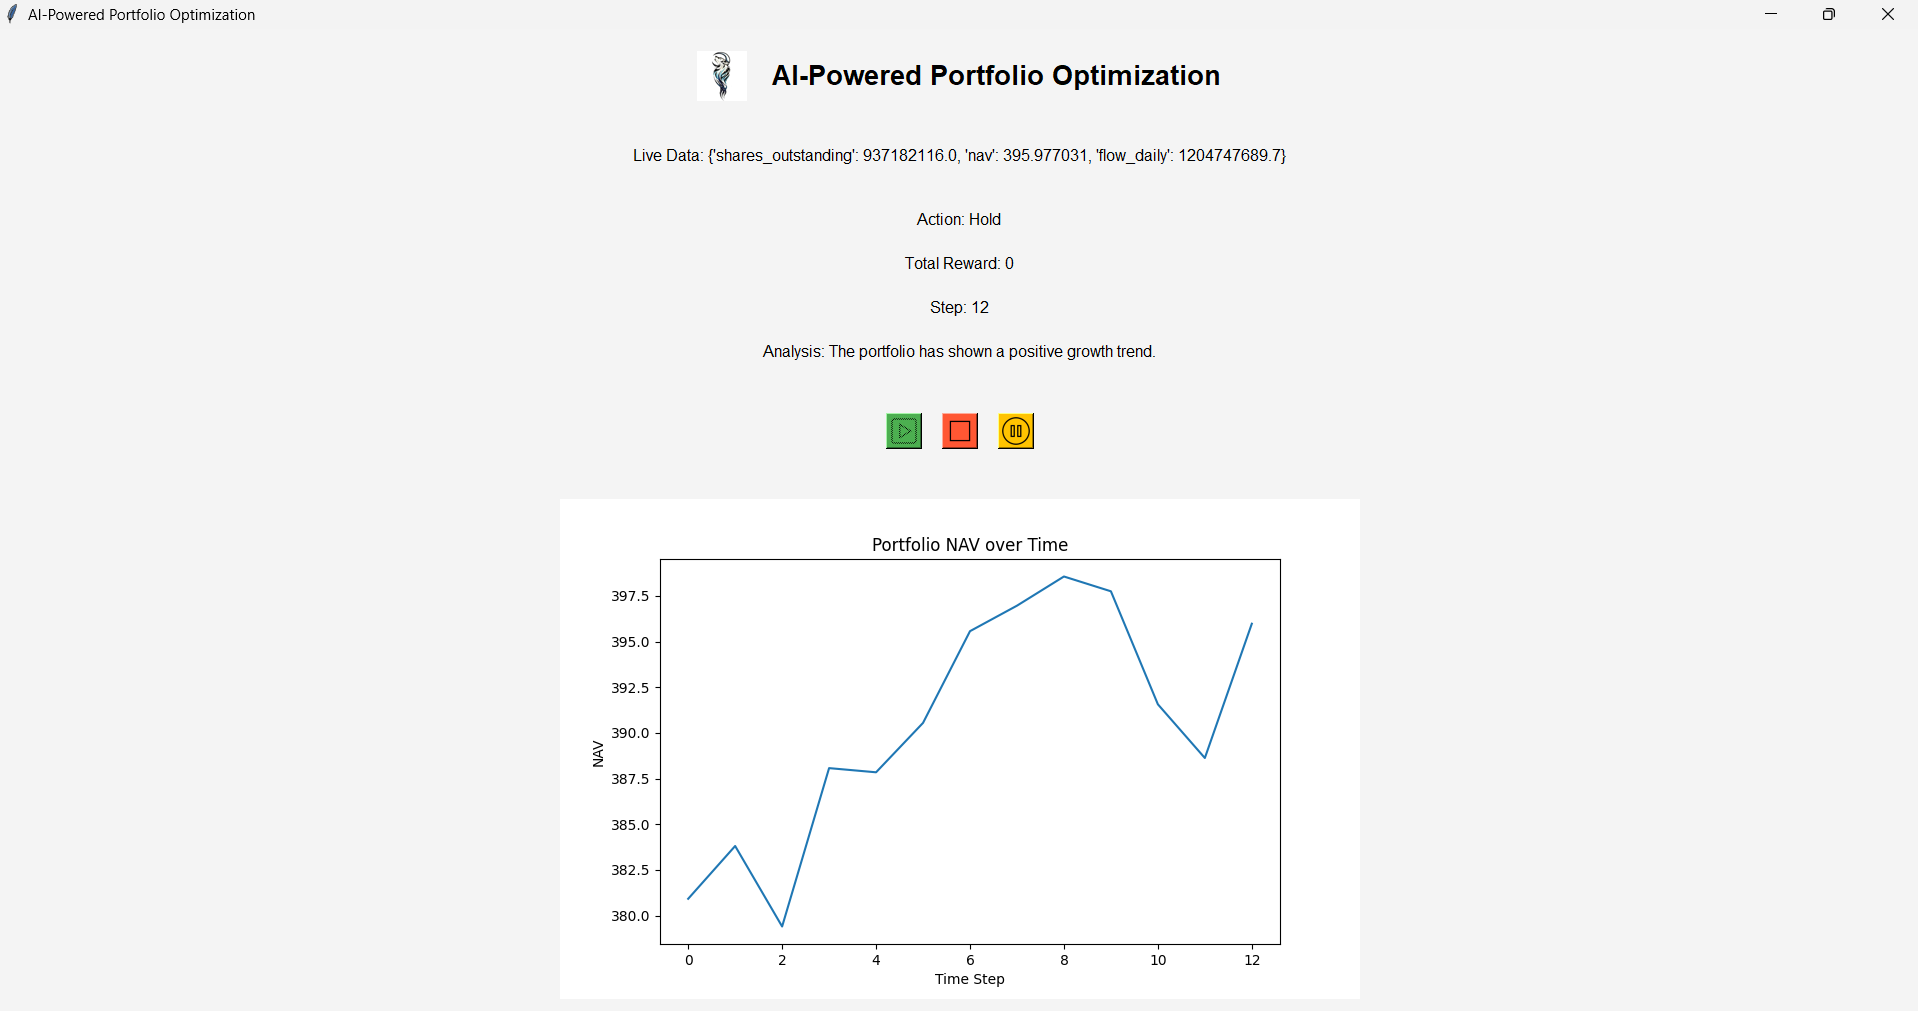 AI-Powered Portfolio Optimization
AI-Powered Portfolio Optimization
Live Data: {'shares_outstanding': 937182116.0, 'nav': 395.977031, 'flow_daily': 1204747689.7}
Action: Hold
Total Reward: 0
Step: 12
Analysis: The portfolio has shown a positive growth trend.
Portfolio NAV over Time
397.5
395.0
392.5
390.0
387.5
385.0
382.5
380.0
NAV
0 2 4 6 8 10 12
Time Step